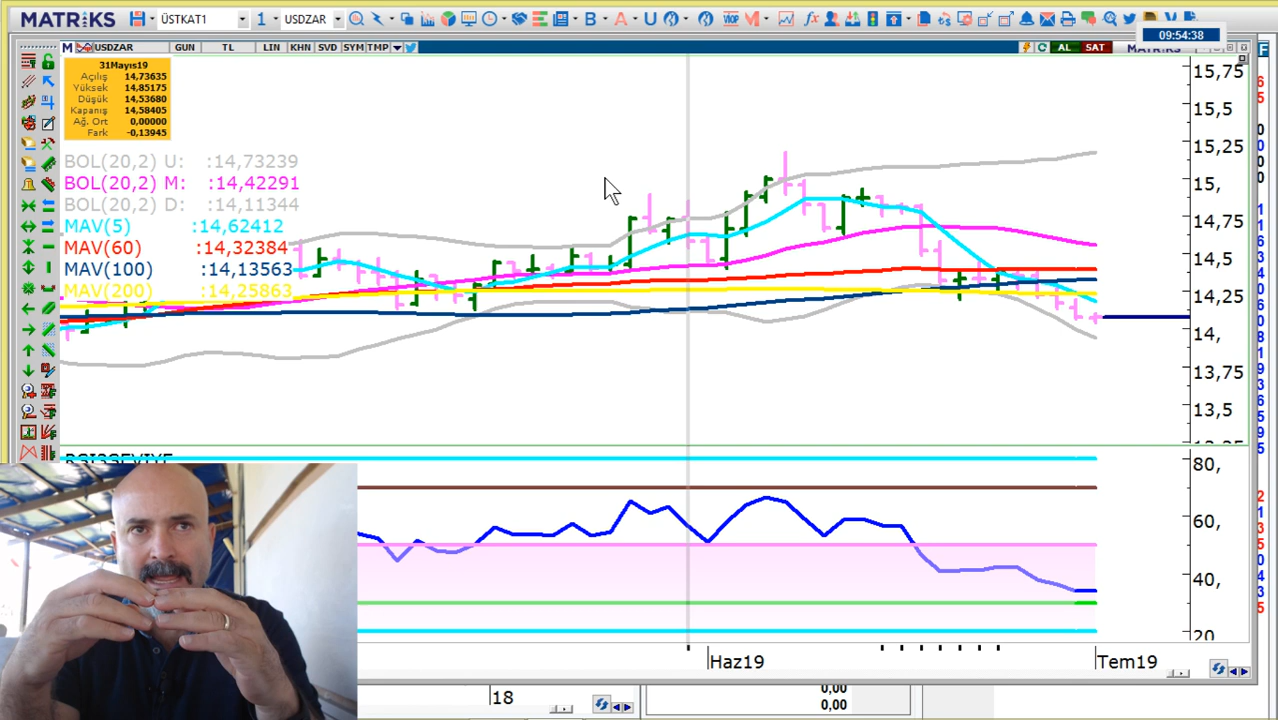 MATRİKS ÜSTKAT1 1 USDZAR B A U VIOP M fx
09:54:38
M USDZAR GUN TL LIN KHN SVD SYM TMP AL SAT MATRİKS
31Mayıs19
Açılış 14,73635
Yüksek 14,85175
Düşük 14,53680
Kapanış 14,58405
Ağ. Ort 0,00000
Fark -0,13945
BOL(20,2) U: :14,73239
BOL(20,2) M: :14,42291
BOL(20,2) D: :14,11344
MAV(5) :14,62412
MAV(60) :14,32384
MAV(100) :14,13563
MAV(200) :14,25863
15,75
15,5
15,25
15,
14,75
14,5
14,25
14,
13,75
13,5
80,
60,
40,
20
Haz19 Tem19
18
0,00
0,00